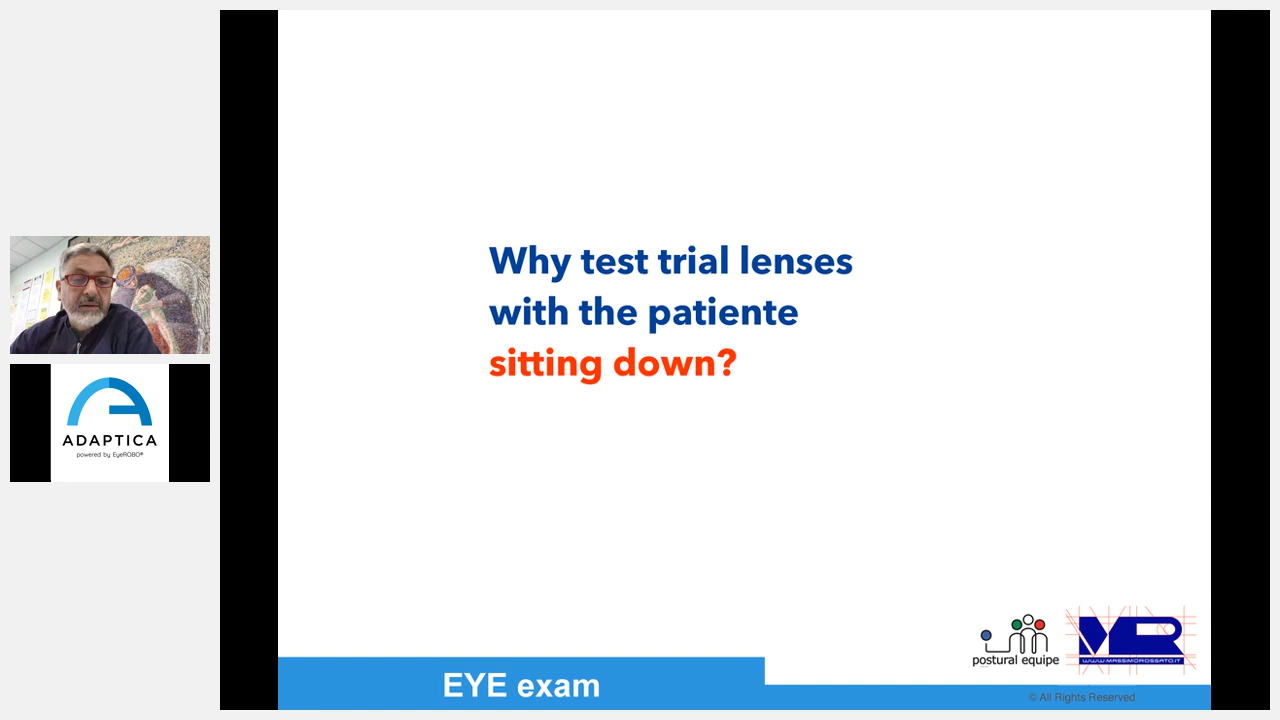 Why test trial lenses
with the patiente
sitting down?
ADAPTICA
powered by EyeROBO®
postural equipe
MR
WWW.MASSIMOROSSATO.IT
EYE exam
© All Rights Reserved